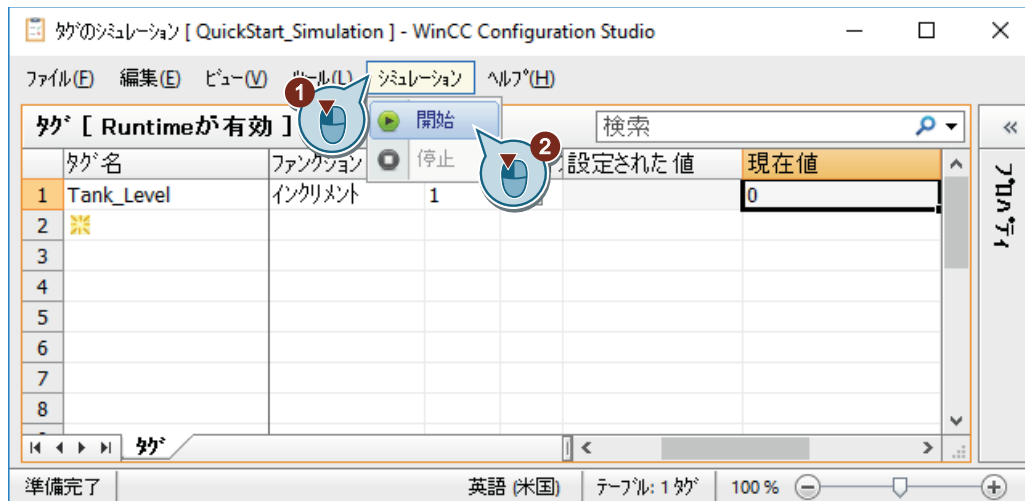 タグのシミュレーション [ QuickStart_Simulation ] - WinCC Configuration Studio
ファイル(F) 編集(E) ビュー(V) ツール(L) シミュレーション ヘルプ(H)
1
タグ [ Runtimeが有効 ] 開始 検索
2
タグ名 ファンクション 停止 設定された値 現在値
プロパティ
1 Tank_Level インクリメント 1 0
2
3
4
5
6
7
8
タグ
準備完了 英語 (米国) テーブル: 1 タグ 100 %